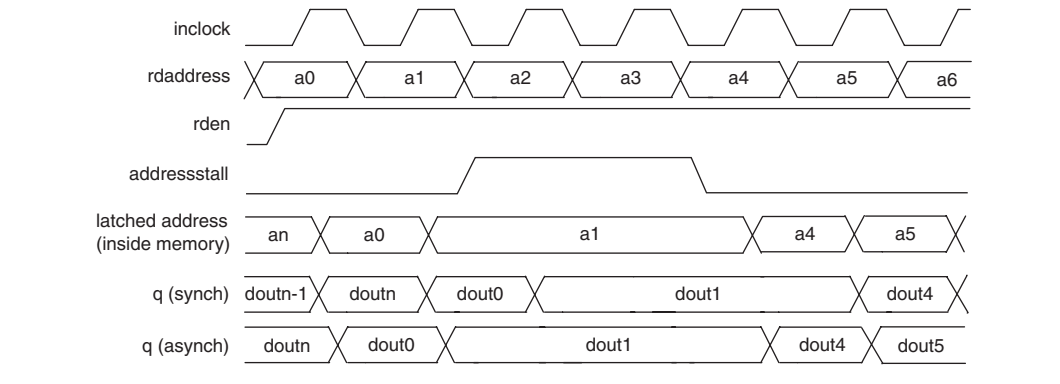 inclock
rdaddress a0 a1 a2 a3 a4 a5 a6
rden
addressstall
latched address
(inside memory) an a0 a1 a4 a5
q (synch) doutn-1 doutn dout0 dout1 dout4
q (asynch) doutn dout0 dout1 dout4 dout5